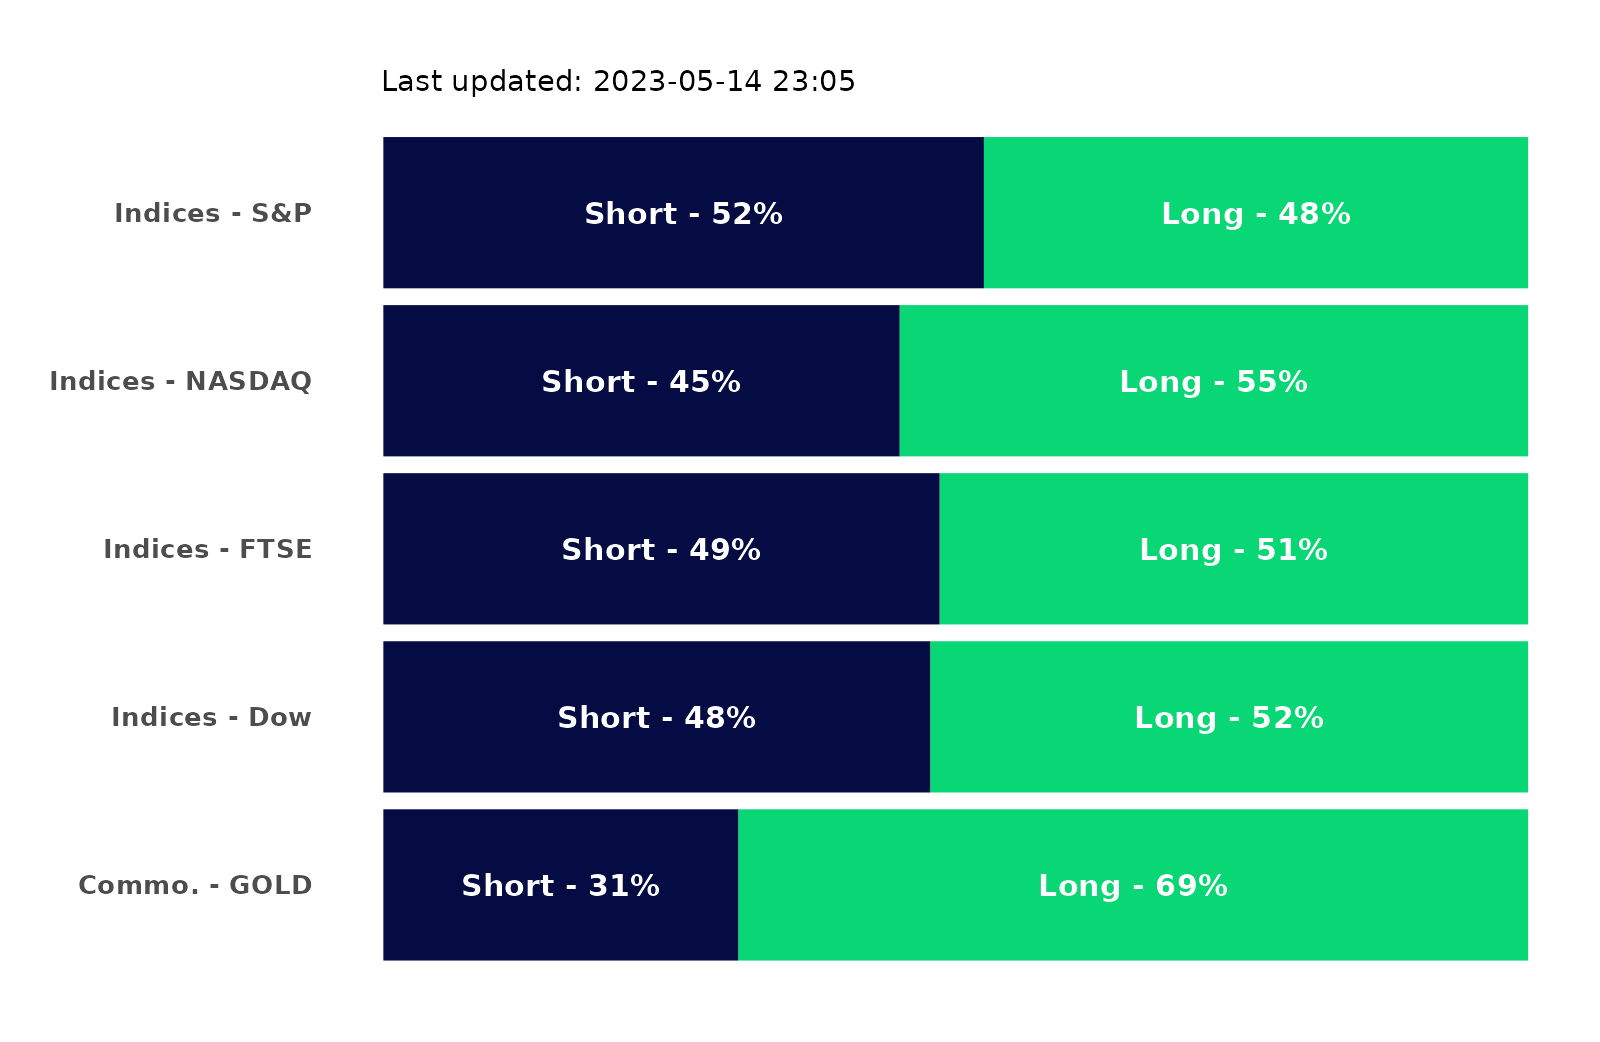 Last updated: 2023-05-14 23:05
Indices - S&P Short - 52% Long - 48%
Indices - NASDAQ Short - 45% Long - 55%
Indices - FTSE Short - 49% Long - 51%
Indices - Dow Short - 48% Long - 52%
Commo. - GOLD Short - 31% Long - 69%